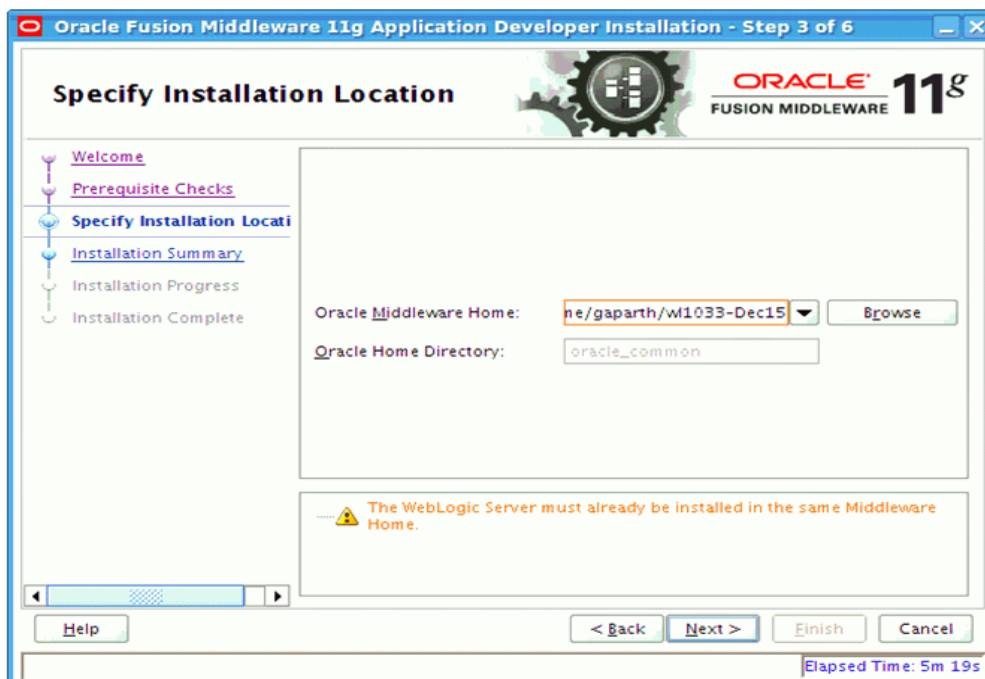 Oracle Fusion Middleware 11g Application Developer Installation - Step 3 of 6
Specify Installation Location
ORACLE
FUSION MIDDLEWARE 11g
Welcome
Prerequisite Checks
Specify Installation Locati
Installation Summary
Installation Progress
Installation Complete
Oracle Middleware Home: ne/gaparth/wl1033-Dec15 Browse
Oracle Home Directory: oracle_common
The WebLogic Server must already be installed in the same Middleware
Home.
Help < Back Next > Finish Cancel
Elapsed Time: 5m 19s